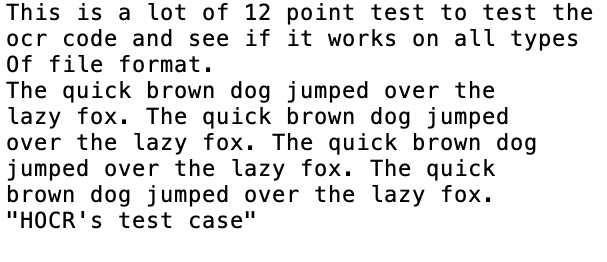 This is a lot of 12 point test to test the
ocr code and see if it works on all types
Of file format.
The quick brown dog jumped over the
lazy fox. The quick brown dog jumped
over the lazy fox. The quick brown dog
jumped over the lazy fox. The quick
brown dog jumped over the lazy fox.
"HOCR's test case"